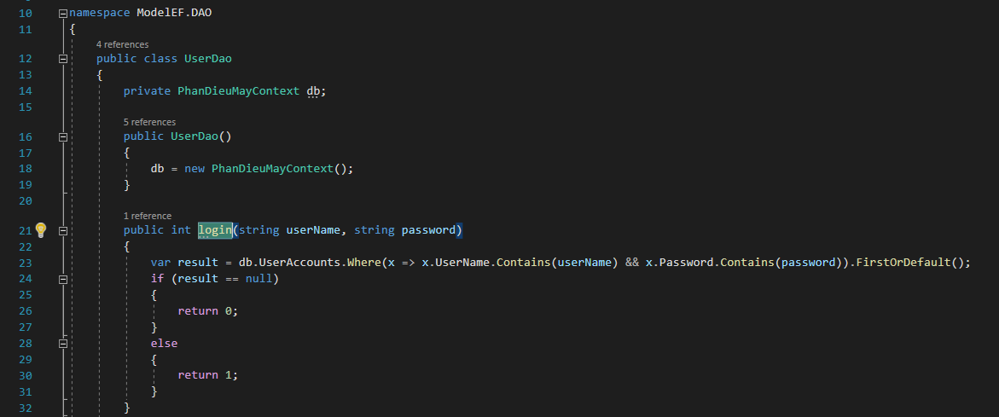 10 namespace ModelEF.DAO
11 {
4 references
12 public class UserDao
13 {
14 private PhanDieuMayContext db;
15
5 references
16 public UserDao()
17 {
18 db = new PhanDieuMayContext();
19 }
20
1 reference
21 public int login(string userName, string password)
22 {
23 var result = db.UserAccounts.Where(x => x.UserName.Contains(userName) && x.Password.Contains(password)).FirstOrDefault();
24 if (result == null)
25 {
26 return 0;
27 }
28 else
29 {
30 return 1;
31 }
32 }